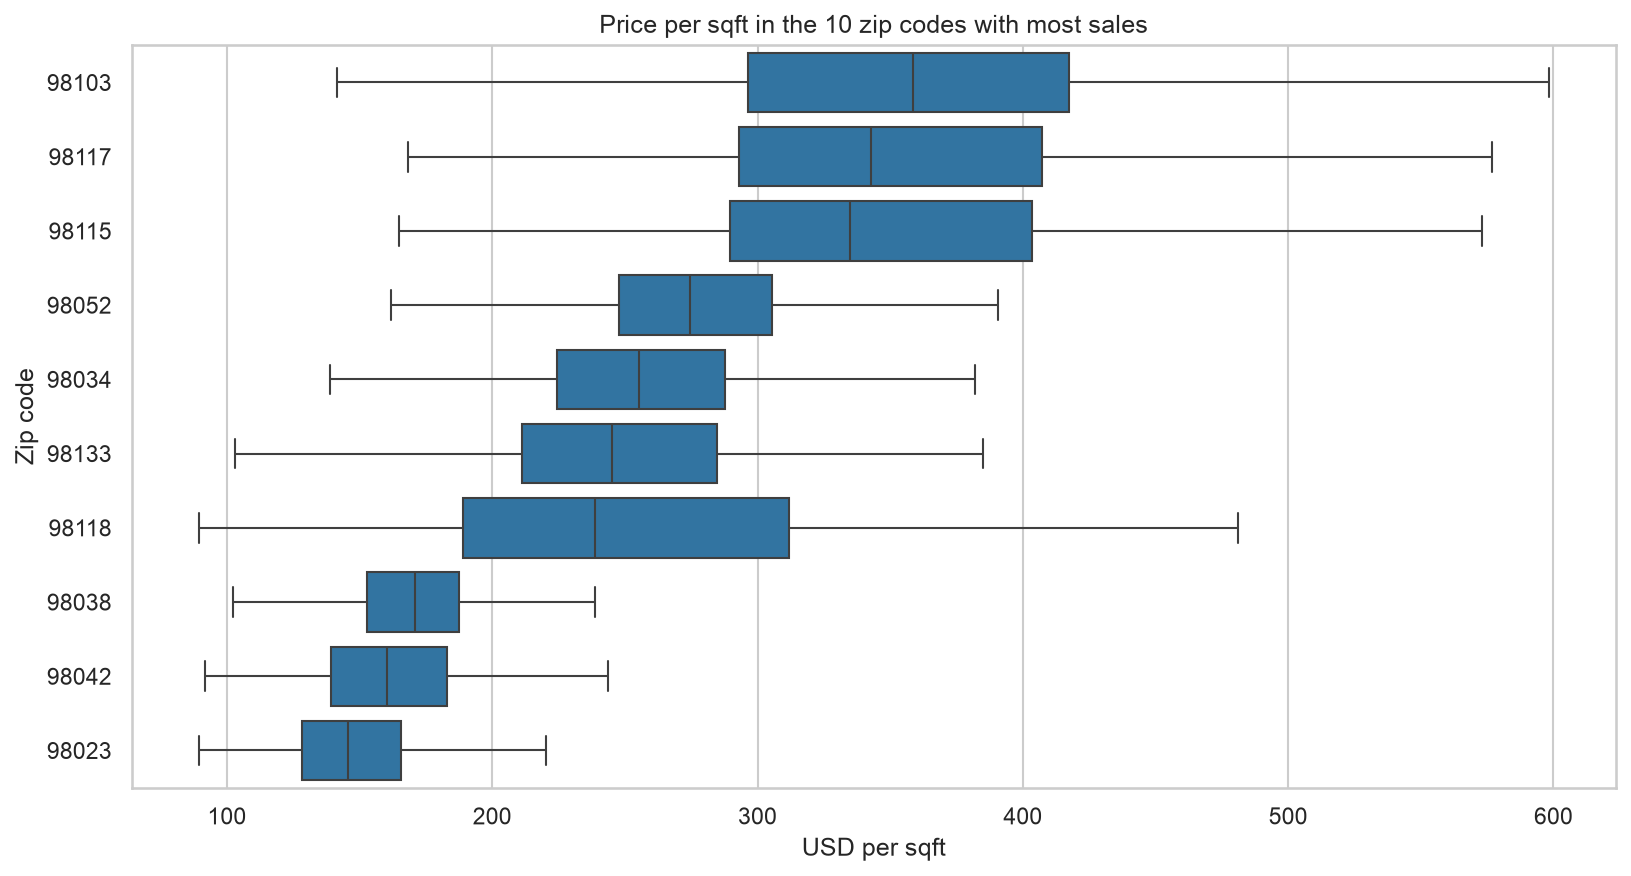 Price per sqft in the 10 zip codes with most sales
Zip code
98103
98117
98115
98052
98034
98133
98118
98038
98042
98023
100 200 300 400 500 600
USD per sqft